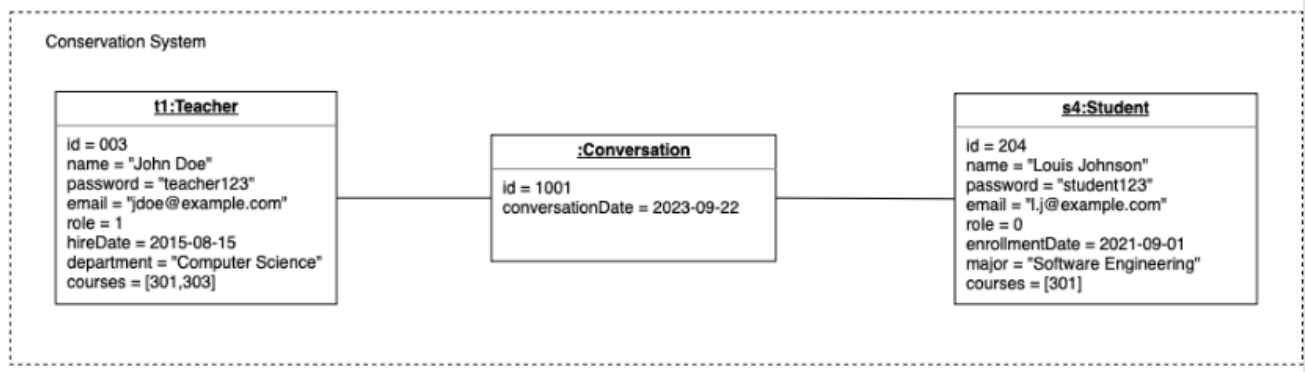 Conservation System
t1:Teacher
id = 003
name = "John Doe"
password = "teacher123"
email = "jdoe@example.com"
role = 1
hireDate = 2015-08-15
department = "Computer Science"
courses = [301,303]
:Conversation
id = 1001
conversationDate = 2023-09-22
s4:Student
id = 204
name = "Louis Johnson"
password = "student123"
email = "l.j@example.com"
role = 0
enrollmentDate = 2021-09-01
major = "Software Engineering"
courses = [301]